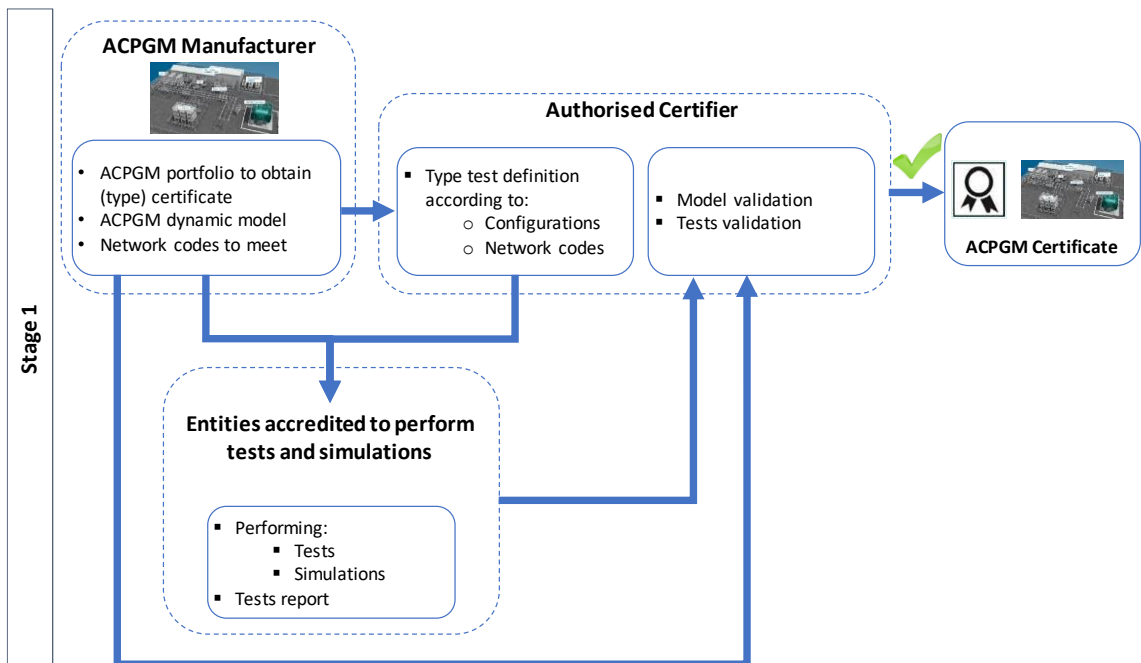 Stage 1
ACPGM Manufacturer
• ACPGM portfolio to obtain
(type) certificate
• ACPGM dynamic model
• Network codes to meet
Authorised Certifier
▪ Type test definition
according to:
o Configurations
o Network codes
▪ Model validation
▪ Tests validation
ACPGM Certificate
Entities accredited to perform
tests and simulations
▪ Performing:
▪ Tests
▪ Simulations
▪ Tests report